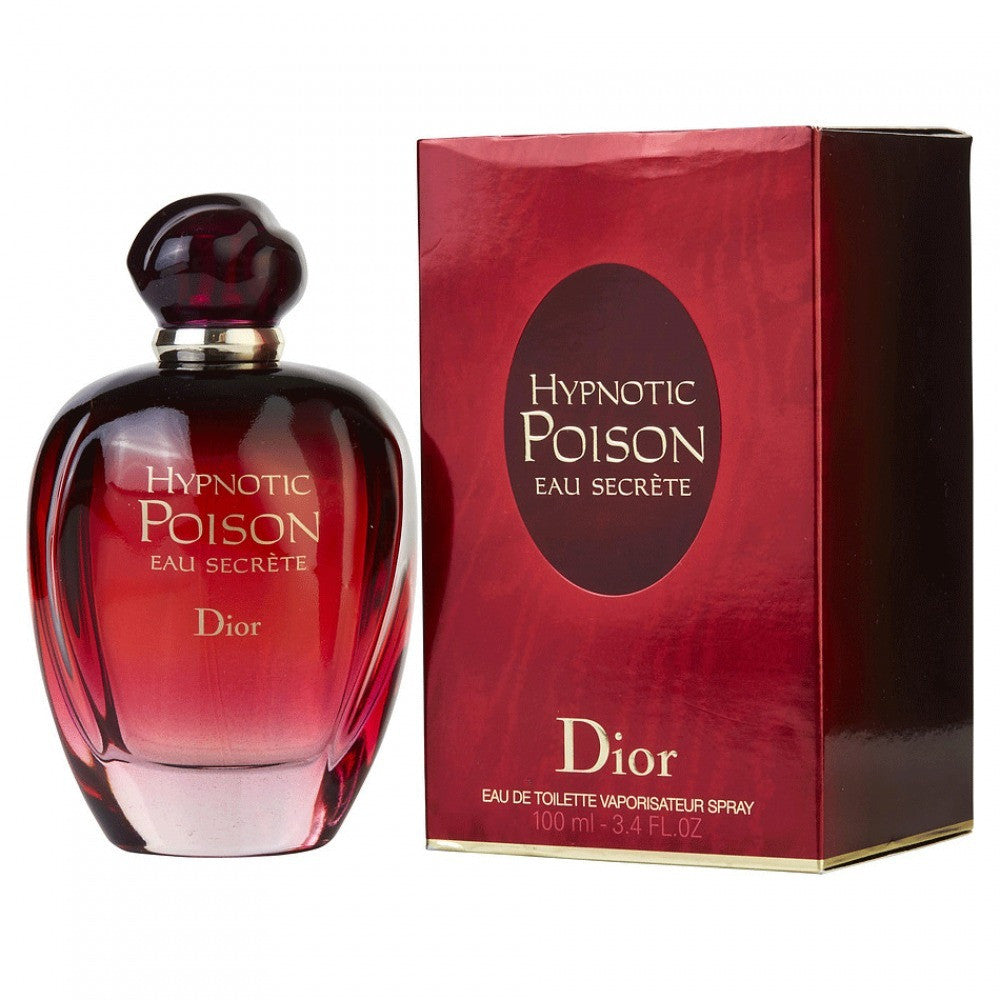 HYPNOTIC
POISON
EAU SECRÈTE
Dior
HYPNOTIC
POISON
EAU SECRÈTE
Dior
EAU DE TOILETTE VAPORISATEUR SPRAY
100 ml - 3.4 FL.OZ